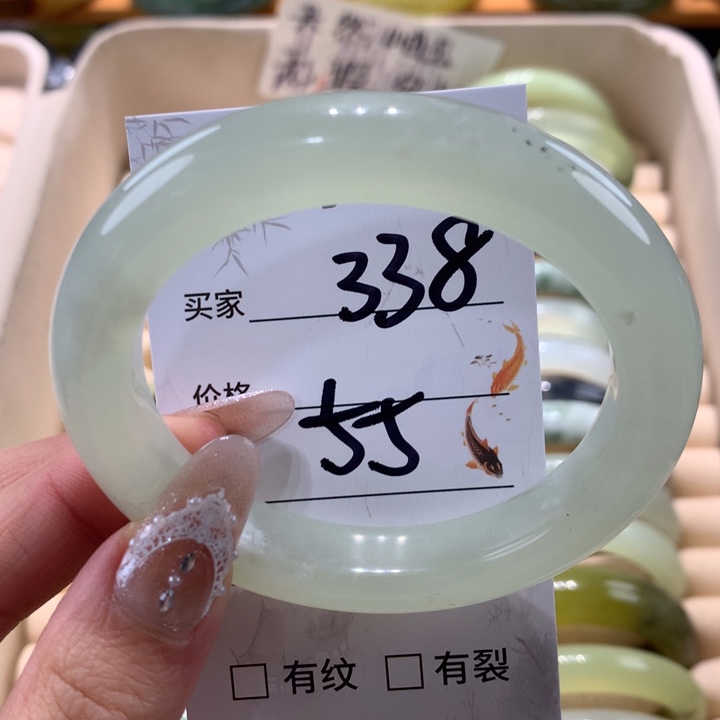 买家 338
价格
55
□ 有纹 □ 有裂